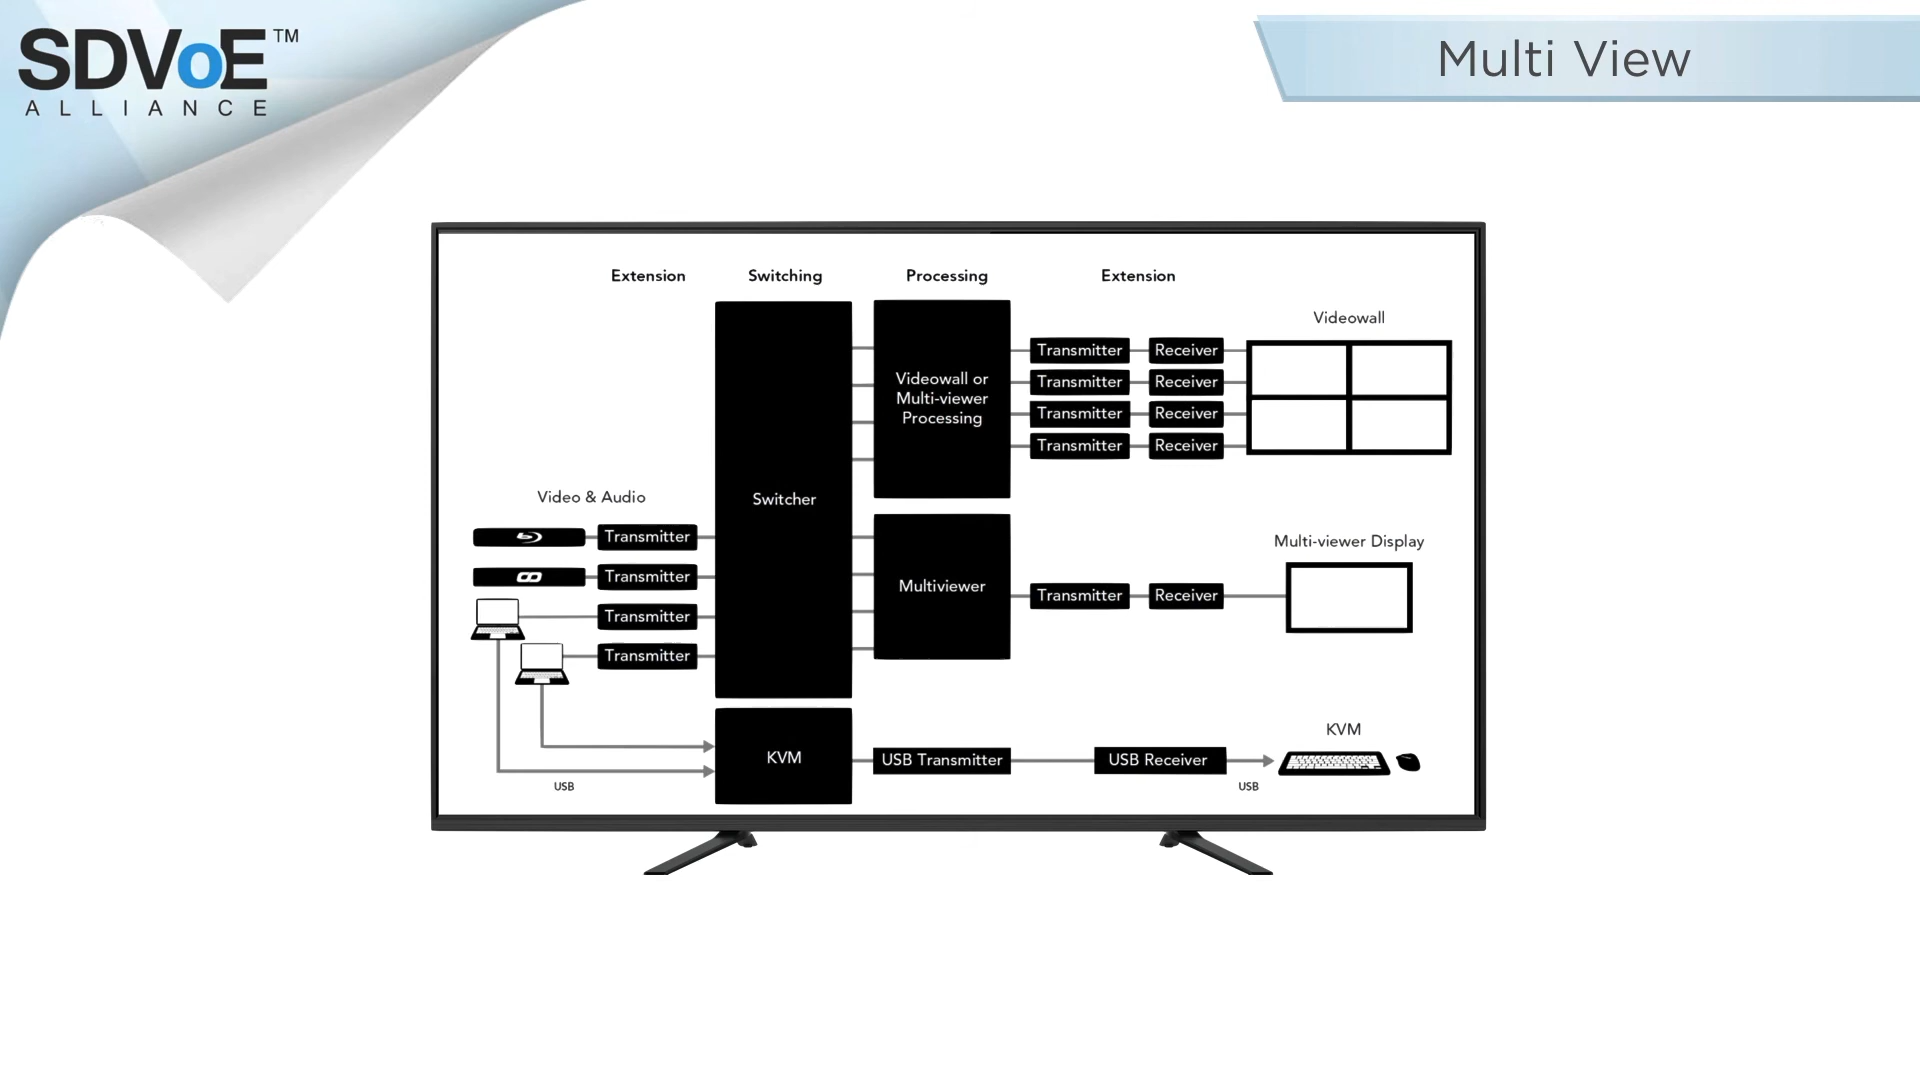 SDVoE™
ALLIANCE
Multi View
Extension
Switching
Processing
Extension
Videowall
Videowall or
Multi-viewer
Processing
Transmitter
Receiver
Transmitter
Receiver
Transmitter
Receiver
Transmitter
Receiver
Video & Audio
Switcher
Transmitter
Transmitter
Transmitter
Transmitter
Multiviewer
Transmitter
Receiver
Multi-viewer Display
KVM
USB Transmitter
USB Receiver
KVM
USB
USB